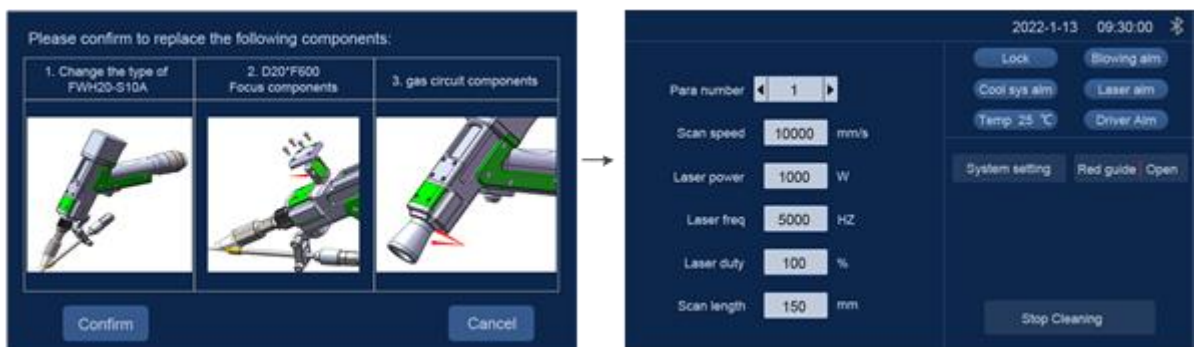 Please confirm to replace the following components:
1. Change the type of
FWH20-S10A
2. D20*F600
Focus components
3. gas circuit components
Confirm
Cancel
2022-1-13 09:30:00
Para number 1
Scan speed 10000 mm/s
Laser power 1000 W
Laser freq 5000 HZ
Laser duty 100 %
Scan length 150 mm
Lock Blowing alm
Cool sys alm Laser alm
Temp 25 ℃ Driver Alm
System setting Red guide Open
Stop Cleaning